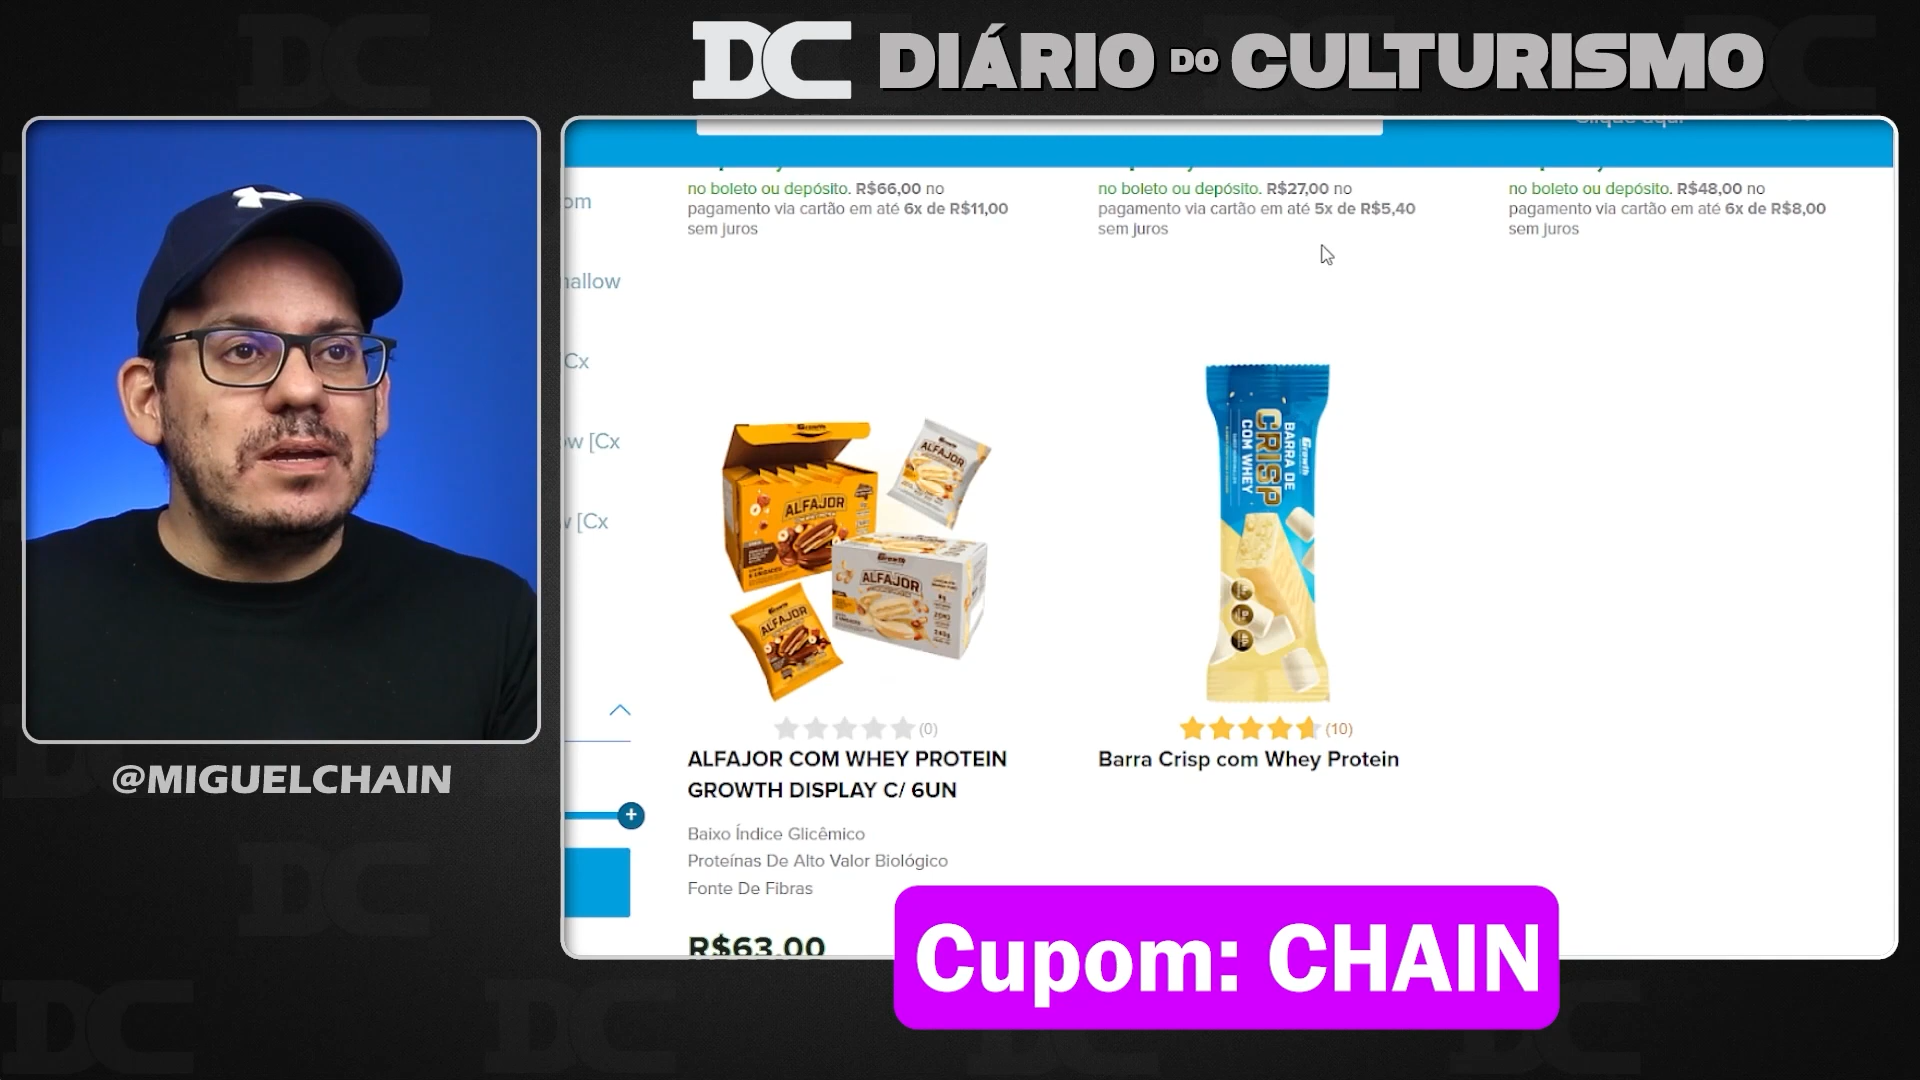 DC DIÁRIO DO CULTURISMO
no boleto ou depósito. R$66,00 no
pagamento via cartão em até 6x de R$11,00
sem juros
no boleto ou depósito. R$27,00 no
pagamento via cartão em até 5x de R$5,40
sem juros
no boleto ou depósito. R$48,00 no
pagamento via cartão em até 6x de R$8,00
sem juros
om
hallow
Cx
ow [Cx
w [Cx
Growth
ALFAJOR
ALFAJOR
Growth
ALFAJOR
ALFAJOR
Growth
BARRA DE
CRISP
COM WHEY
(0)
ALFAJOR COM WHEY PROTEIN
GROWTH DISPLAY C/ 6UN
Baixo Índice Glicêmico
Proteínas De Alto Valor Biológico
Fonte De Fibras
R$63,00
(10)
Barra Crisp com Whey Protein
@MIGUELCHAIN
Cupom: CHAIN